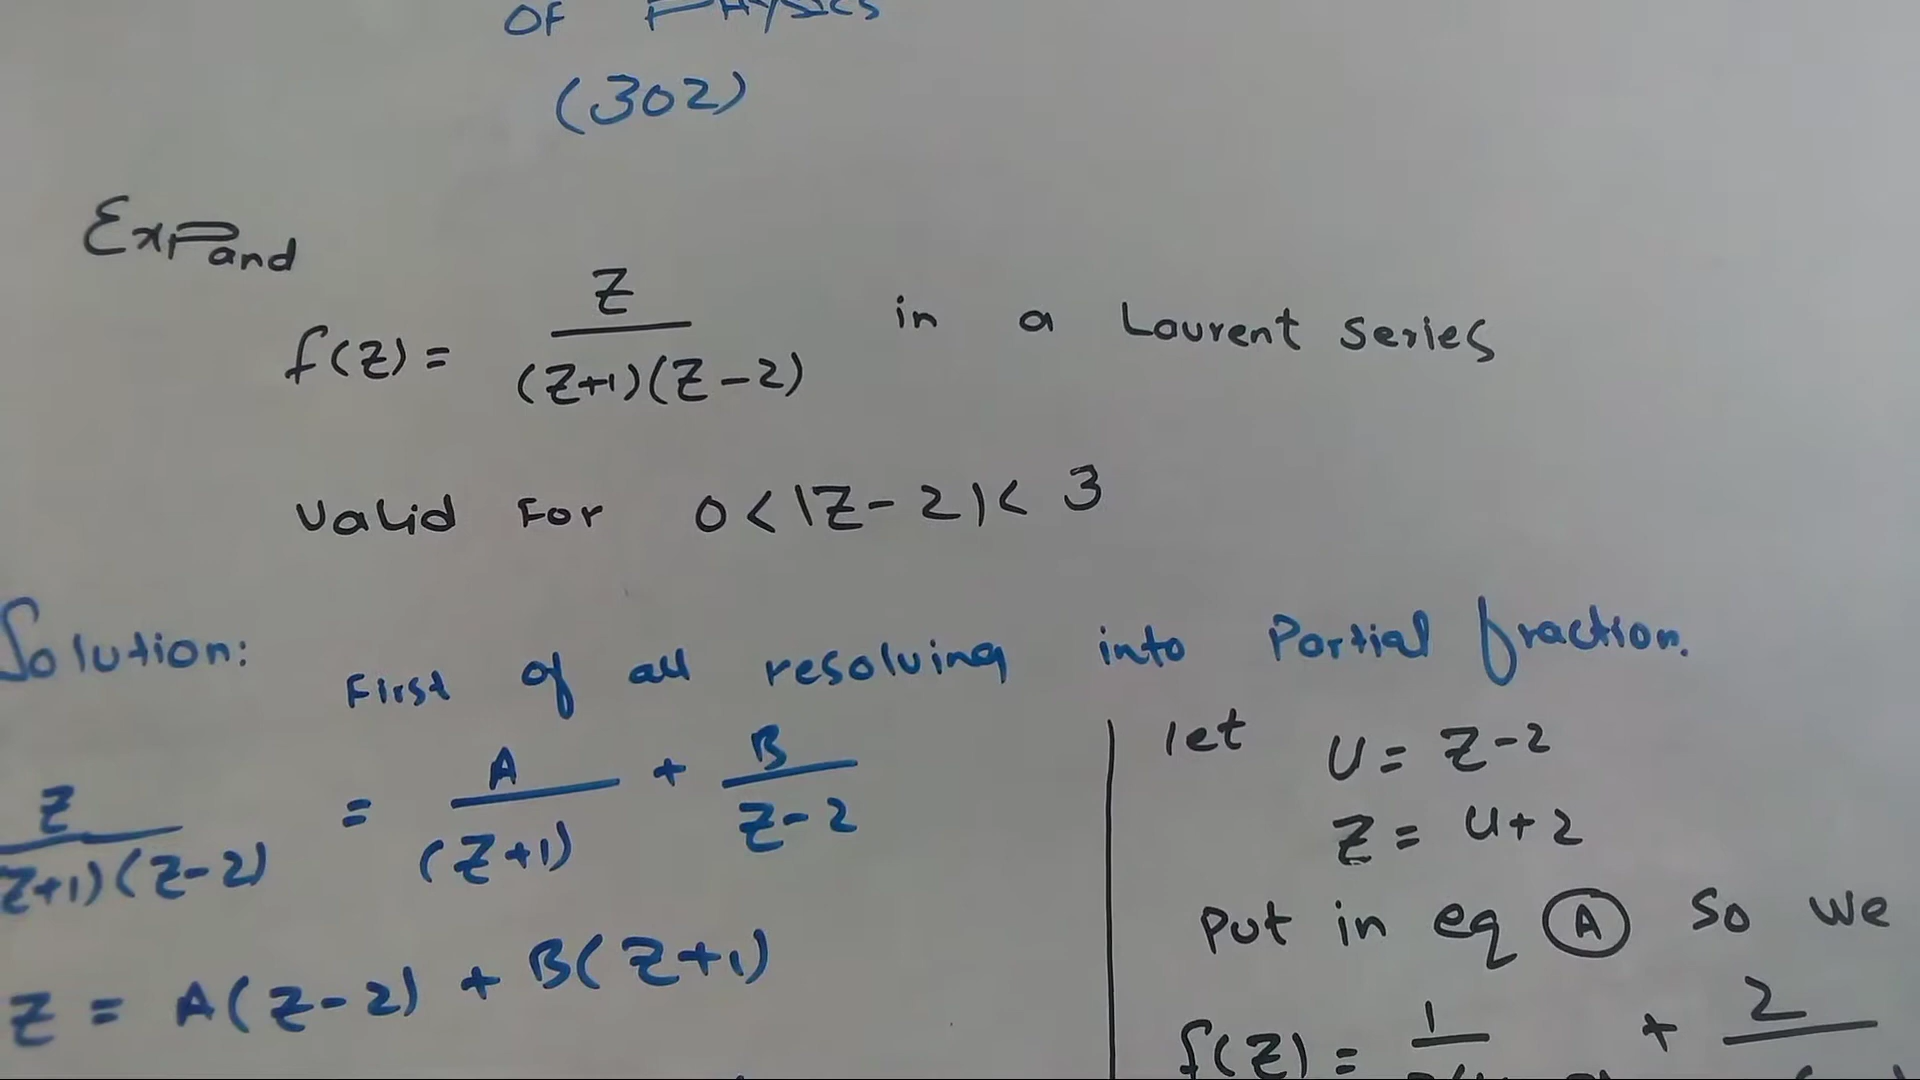 OF PHYSICS
(302)
Expand
f(z) = z / (z+1)(z-2) in a Laurent series
valid For 0 < |z-2| < 3
Solution: First of all resolving into Partial fraction.
z / (z+1)(z-2) = A / (z+1) + B / z-2
z = A(z-2) + B(z+1)
let u = z-2
z = u+2
Put in eq (A) so we
f(z) = 1 + 2